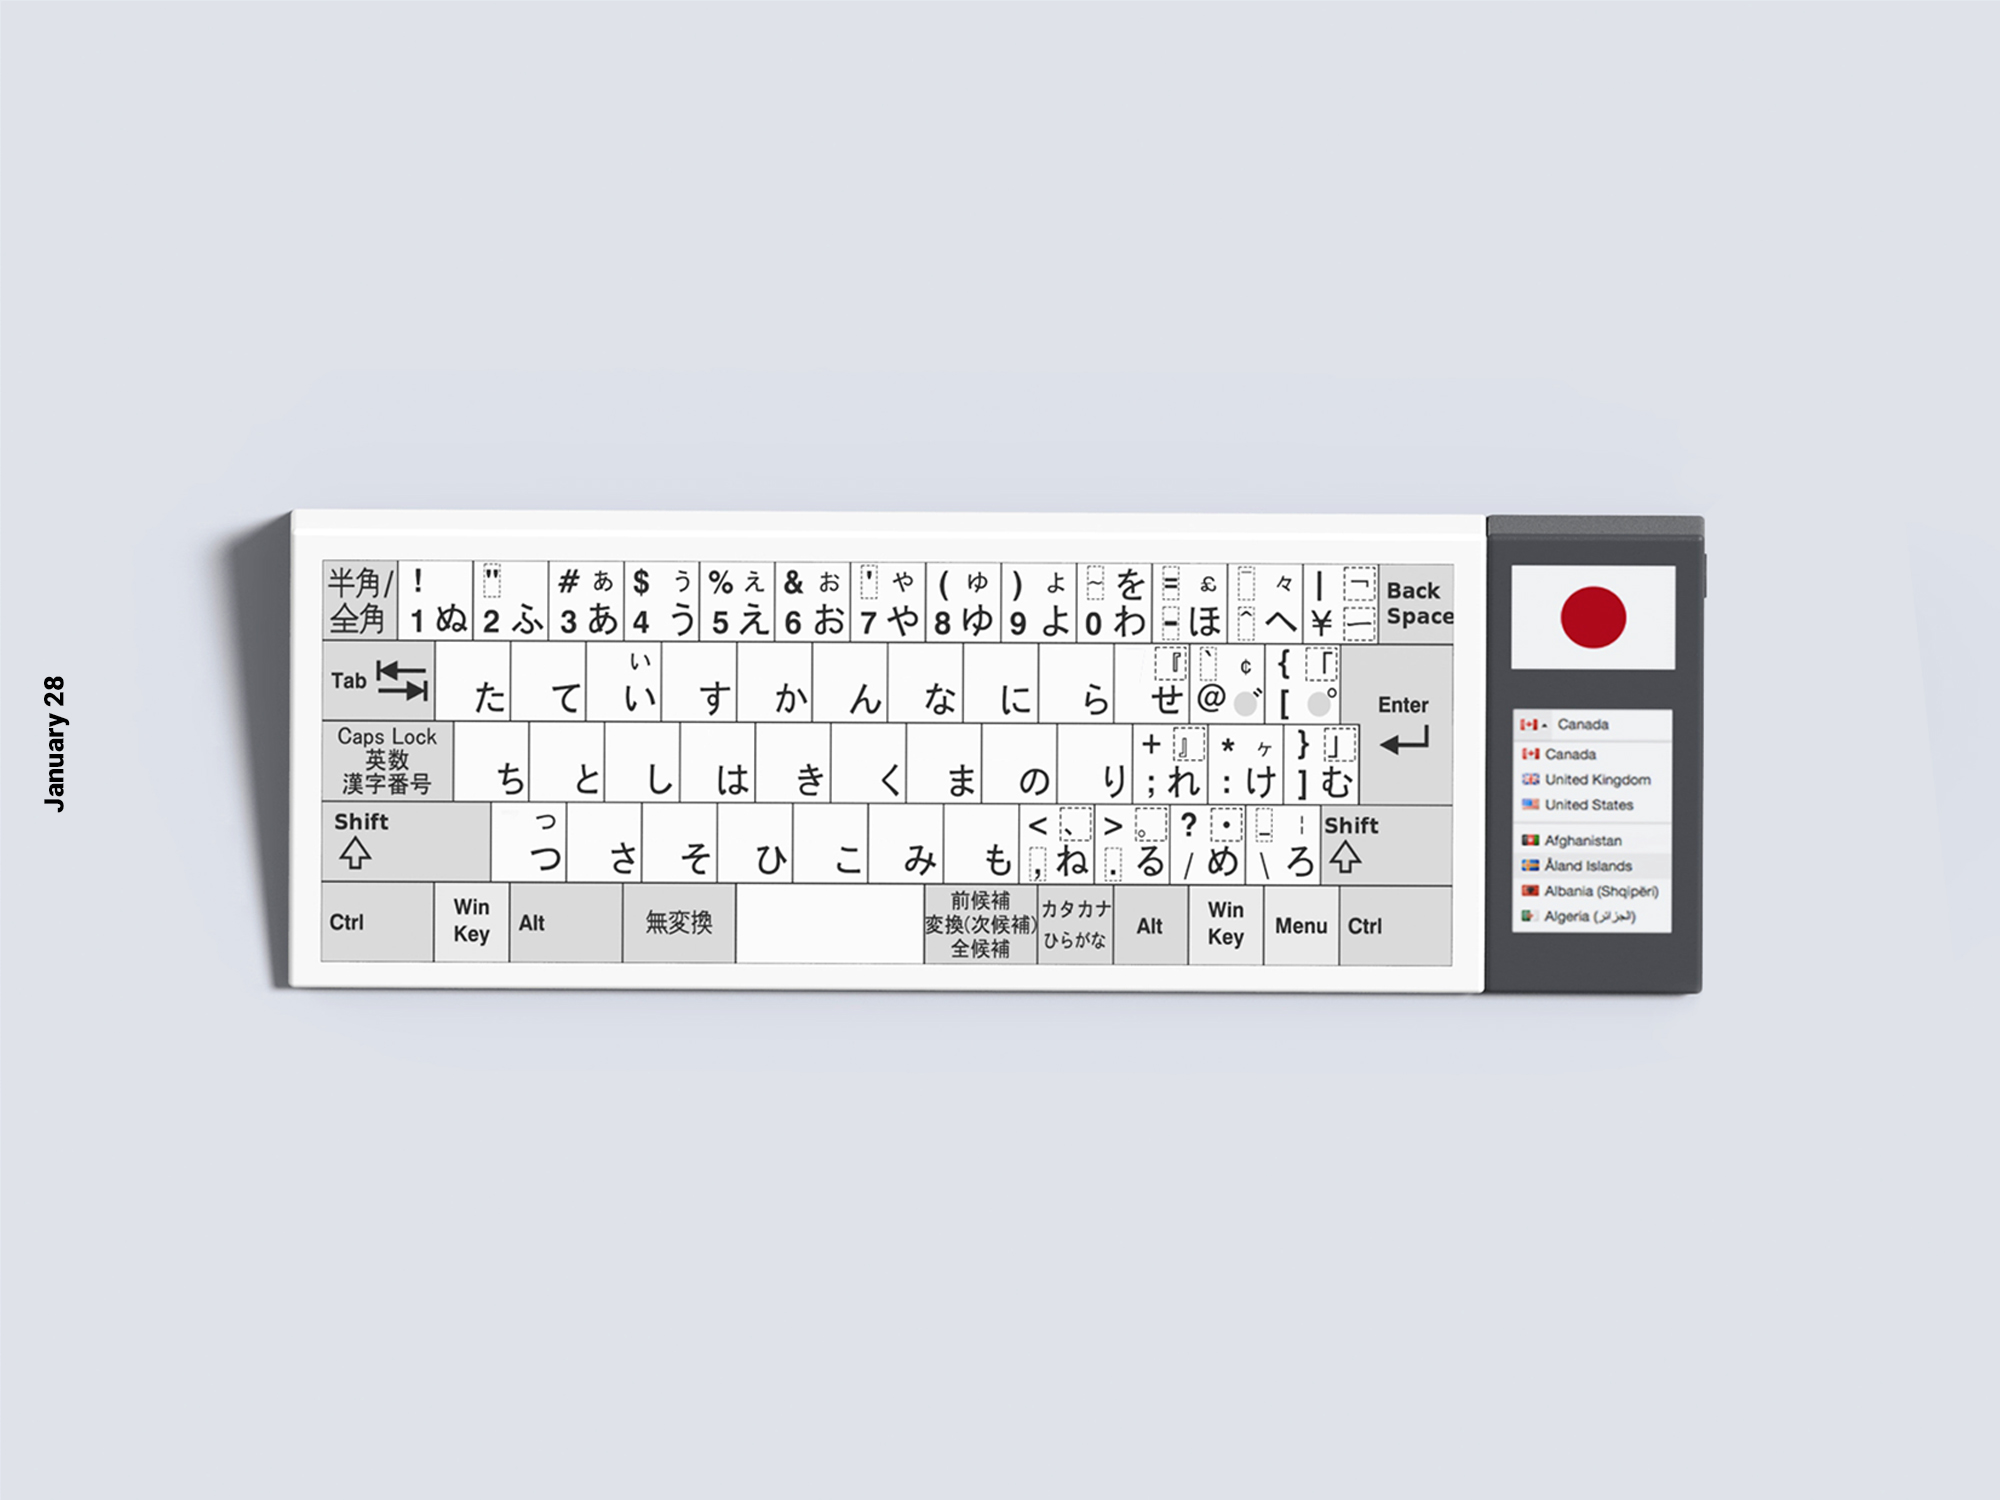 January 28
半角/ ! " # ぁ $ ぅ % ぇ & ぉ ' ゃ ( ゅ ) ょ ~ を = £ ¯ 々 | ¬ Back
全角 1 ぬ 2 ふ 3 あ 4 う 5 え 6 お 7 や 8 ゆ 9 よ 0 わ - ほ ^ へ ¥ ー Space
Tab ぃ 『 ` ¢ { 「
た て い す か ん な に ら せ @ ゛ [ ゜ Enter
Caps Lock + 』 * ヶ } 」
英数
漢字番号 ち と し は き く ま の り ; れ : け ] む
Shift っ < 、 > 。 ? ・ _ ¦ Shift
つ さ そ ひ こ み も , ね . る / め \ ろ
Ctrl Win Key Alt 無変換 前候補 変換(次候補) 全候補 カタカナ ひらがな Alt Win Key Menu Ctrl
Canada
Canada
United Kingdom
United States
Afghanistan
Åland Islands
Albania (Shqipëri)
Algeria (الجزائر)